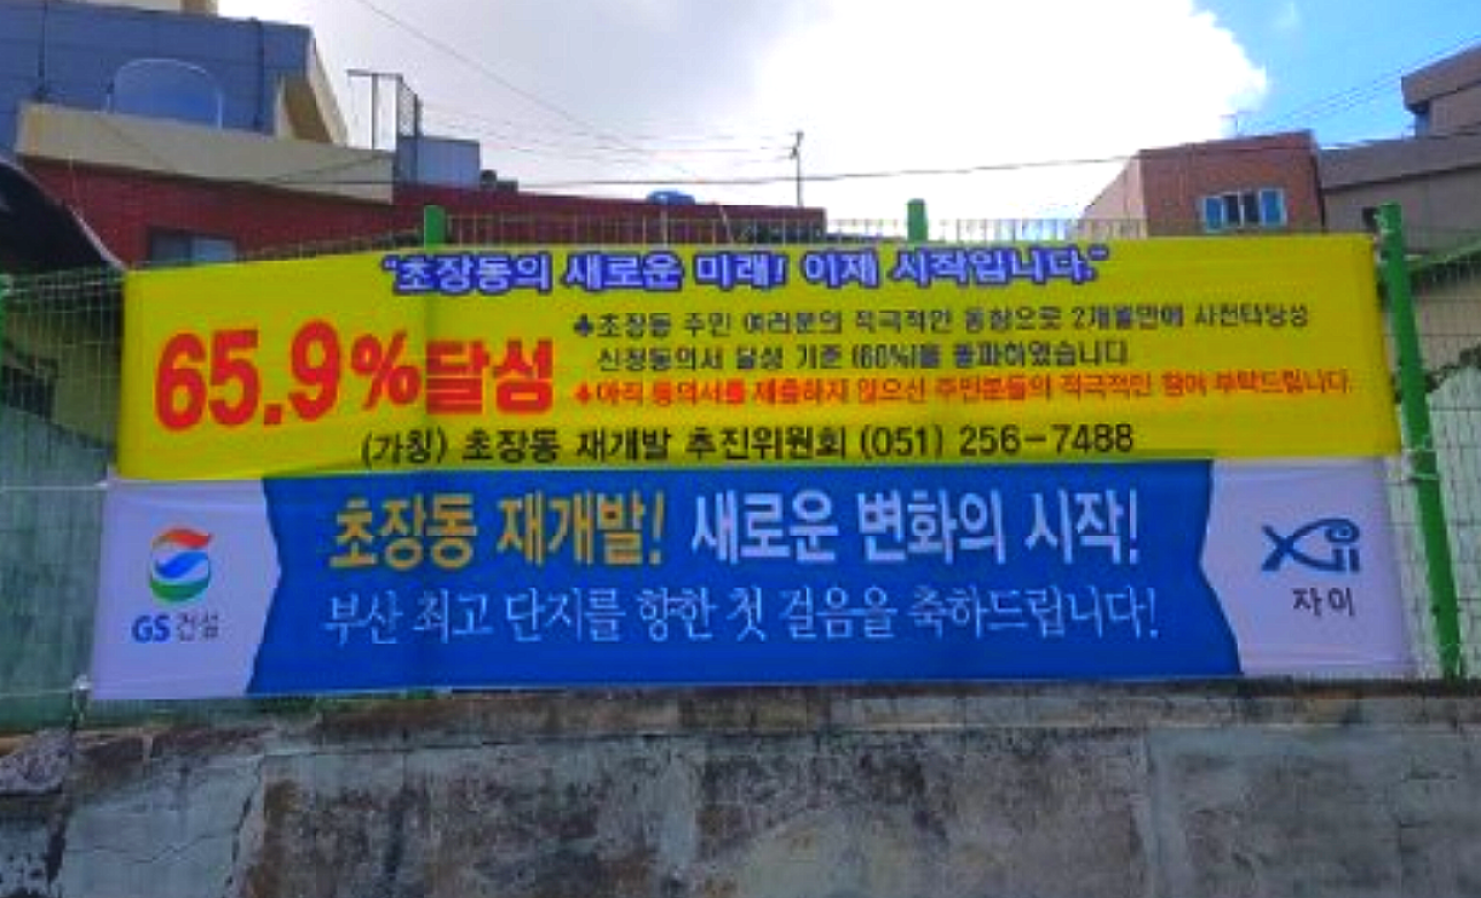 "초장동의 새로운 미래! 이제 시작입니다."
65.9%달성
♣초장동 주민 여러분의 적극적인 동참으로 2개월만에 사전타당성
신청동의서 달성 기준 (60%)을 돌파하였습니다
♣아직 동의서를 제출하지 않으신 주민분들의 적극적인 참여 부탁드립니다.
(가칭) 초장동 재개발 추진위원회 (051) 256-7488
초장동 재개발! 새로운 변화의 시작!
부산 최고 단지를 향한 첫 걸음을 축하드립니다!
GS건설
자이